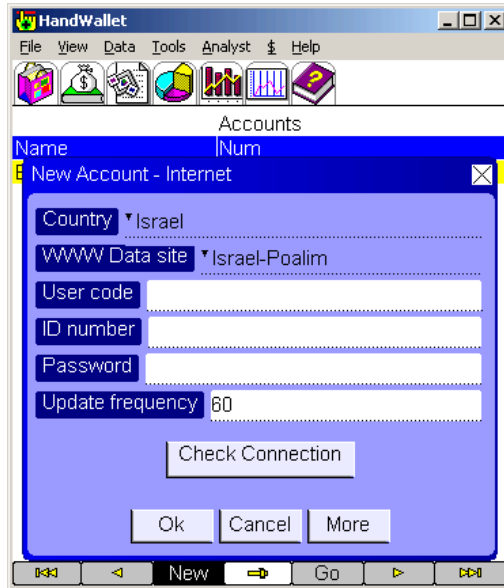 HandWallet
File View Data Tools Analyst $ Help
Accounts
Name Num
New Account - Internet
Country Israel
WWW Data site Israel-Poalim
User code
ID number
Password
Update frequency 60
Check Connection
Ok Cancel More
New Go